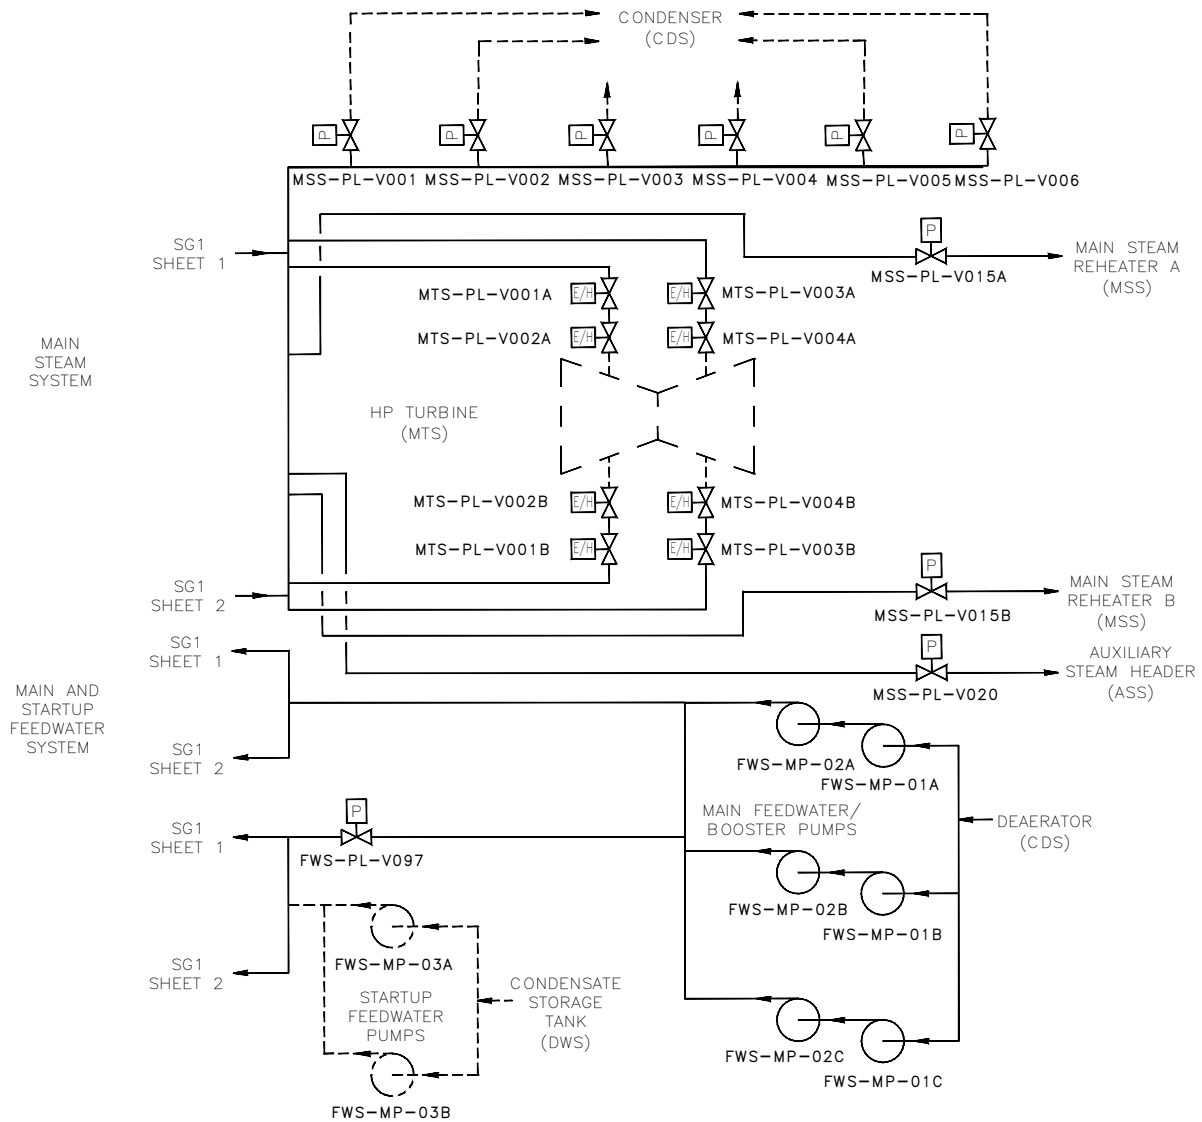 CONDENSER
(CDS)
P
P
P
P
P
P
MSS-PL-V001
MSS-PL-V002
MSS-PL-V003
MSS-PL-V004
MSS-PL-V005
MSS-PL-V006
SG1
SHEET 1
P
MAIN STEAM
REHEATER A
(MSS)
MSS-PL-V015A
MTS-PL-V001A
E/H
E/H
MTS-PL-V003A
MTS-PL-V002A
E/H
E/H
MTS-PL-V004A
MAIN
STEAM
SYSTEM
HP TURBINE
(MTS)
MTS-PL-V002B
E/H
E/H
MTS-PL-V004B
MTS-PL-V001B
E/H
E/H
MTS-PL-V003B
SG1
SHEET 2
P
MAIN STEAM
REHEATER B
(MSS)
MSS-PL-V015B
SG1
SHEET 1
P
AUXILIARY
STEAM HEADER
(ASS)
MSS-PL-V020
MAIN AND
STARTUP
FEEDWATER
SYSTEM
SG1
SHEET 2
FWS-MP-02A
FWS-MP-01A
MAIN FEEDWATER/
BOOSTER PUMPS
DEAERATOR
(CDS)
SG1
SHEET 1
P
FWS-PL-V097
FWS-MP-02B
FWS-MP-01B
FWS-MP-03A
SG1
SHEET 2
STARTUP
FEEDWATER
PUMPS
CONDENSATE
STORAGE
TANK
(DWS)
FWS-MP-02C
FWS-MP-01C
FWS-MP-03B